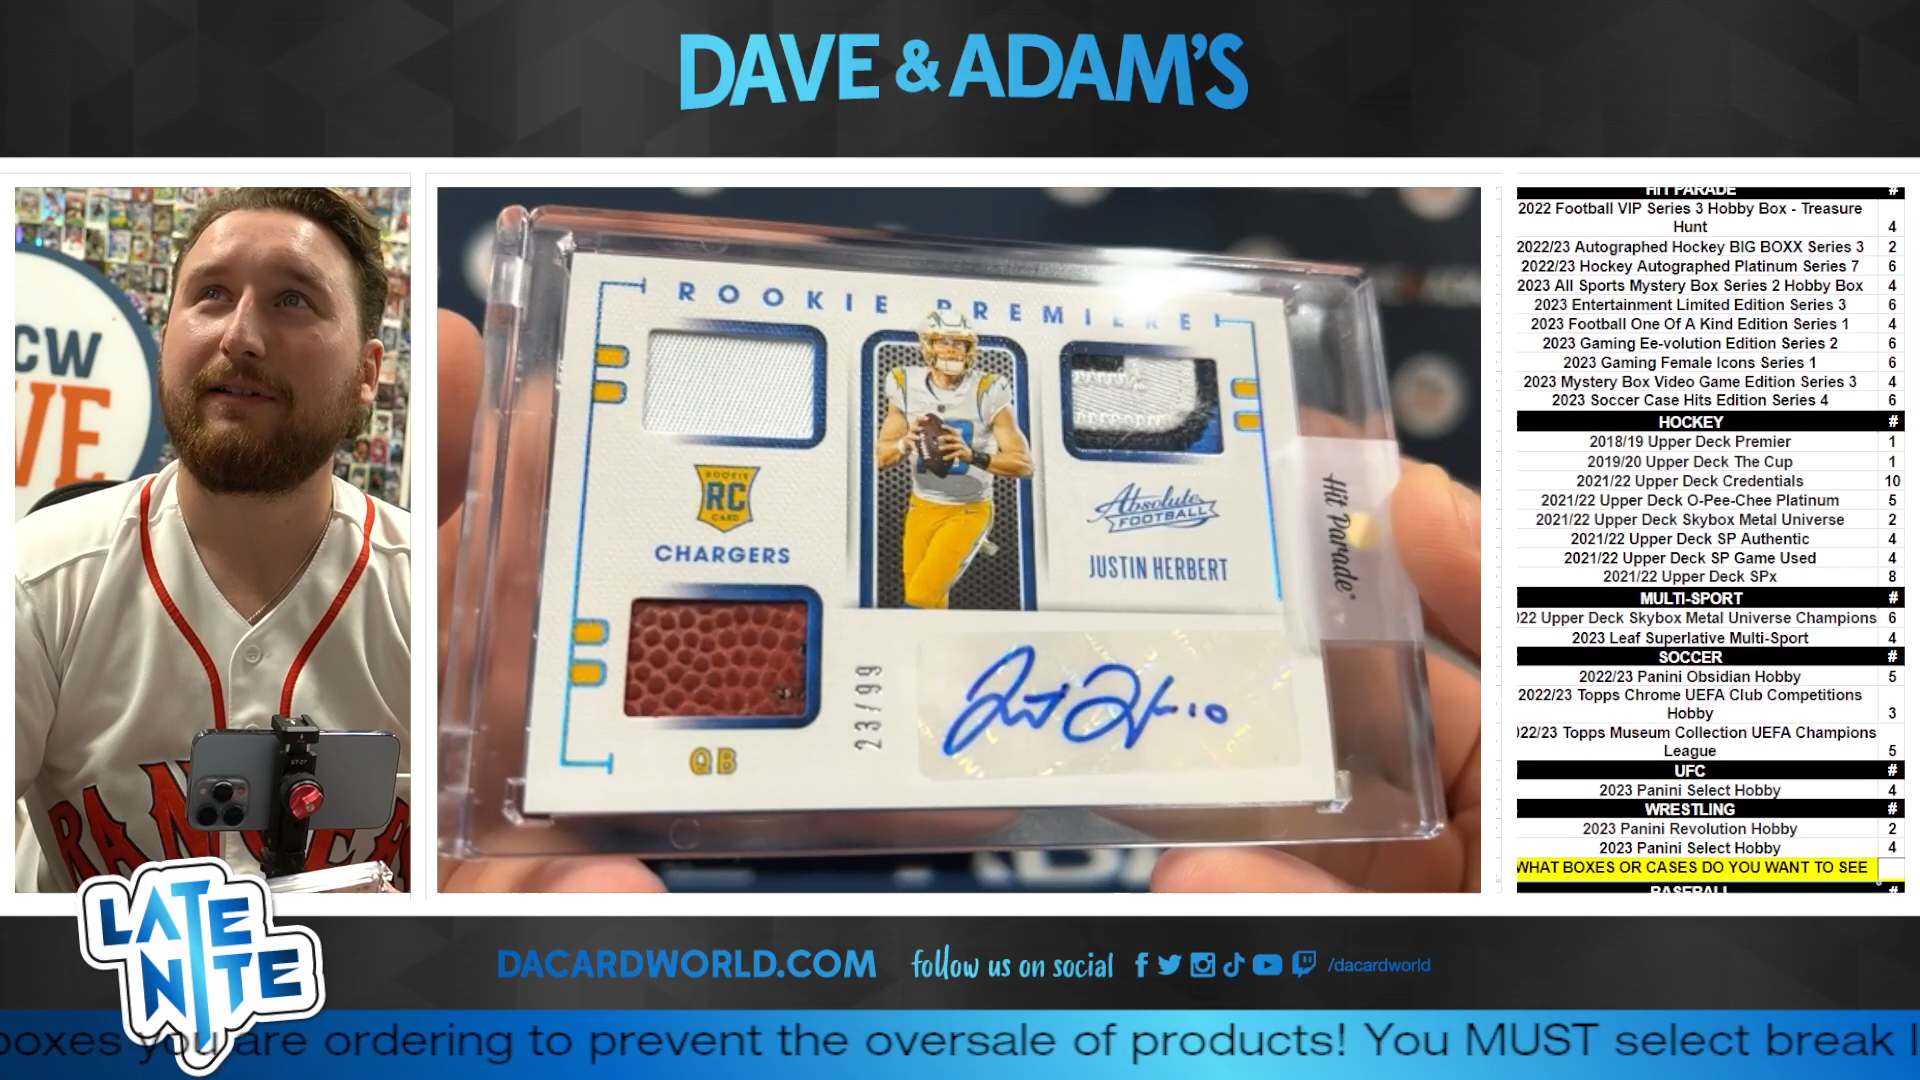 DAVE & ADAM'S
CW
VE
RANGER
ROOKIE PREMIERE
ROOKIE
RC
CARD
CHARGERS
Absolute
FOOTBALL
JUSTIN HERBERT
QB
23/99
10
Hit Parade
HIT PARADE #
2022 Football VIP Series 3 Hobby Box - Treasure
Hunt 4
2022/23 Autographed Hockey BIG BOXX Series 3 2
2022/23 Hockey Autographed Platinum Series 7 6
2023 All Sports Mystery Box Series 2 Hobby Box 4
2023 Entertainment Limited Edition Series 3 6
2023 Football One Of A Kind Edition Series 1 4
2023 Gaming Ee-volution Edition Series 2 6
2023 Gaming Female Icons Series 1 6
2023 Mystery Box Video Game Edition Series 3 4
2023 Soccer Case Hits Edition Series 4 6
HOCKEY #
2018/19 Upper Deck Premier 1
2019/20 Upper Deck The Cup 1
2021/22 Upper Deck Credentials 10
2021/22 Upper Deck O-Pee-Chee Platinum 5
2021/22 Upper Deck Skybox Metal Universe 2
2021/22 Upper Deck SP Authentic 4
2021/22 Upper Deck SP Game Used 4
2021/22 Upper Deck SPx 8
MULTI-SPORT #
022 Upper Deck Skybox Metal Universe Champions 6
2023 Leaf Superlative Multi-Sport 4
SOCCER #
2022/23 Panini Obsidian Hobby 5
2022/23 Topps Chrome UEFA Club Competitions
Hobby 3
022/23 Topps Museum Collection UEFA Champions
League 5
UFC #
2023 Panini Select Hobby 4
WRESTLING #
2023 Panini Revolution Hobby 2
2023 Panini Select Hobby 4
WHAT BOXES OR CASES DO YOU WANT TO SEE
BASEBALL #
LATE
NITE
DACARDWORLD.COM follow us on social /dacardworld
boxes you are ordering to prevent the oversale of products! You MUST select break l